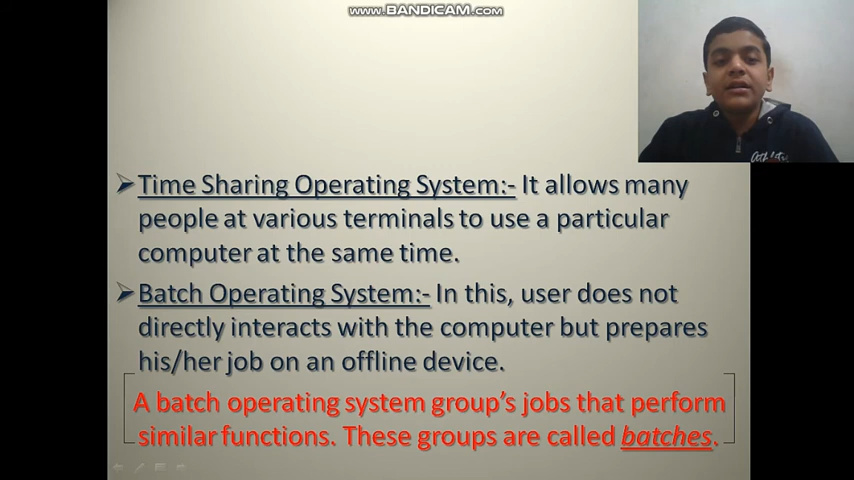 www.BANDICAM.com
Time Sharing Operating System:- It allows many
people at various terminals to use a particular
computer at the same time.
Batch Operating System:- In this, user does not
directly interacts with the computer but prepares
his/her job on an offline device.
A batch operating system group's jobs that perform
similar functions. These groups are called batches.